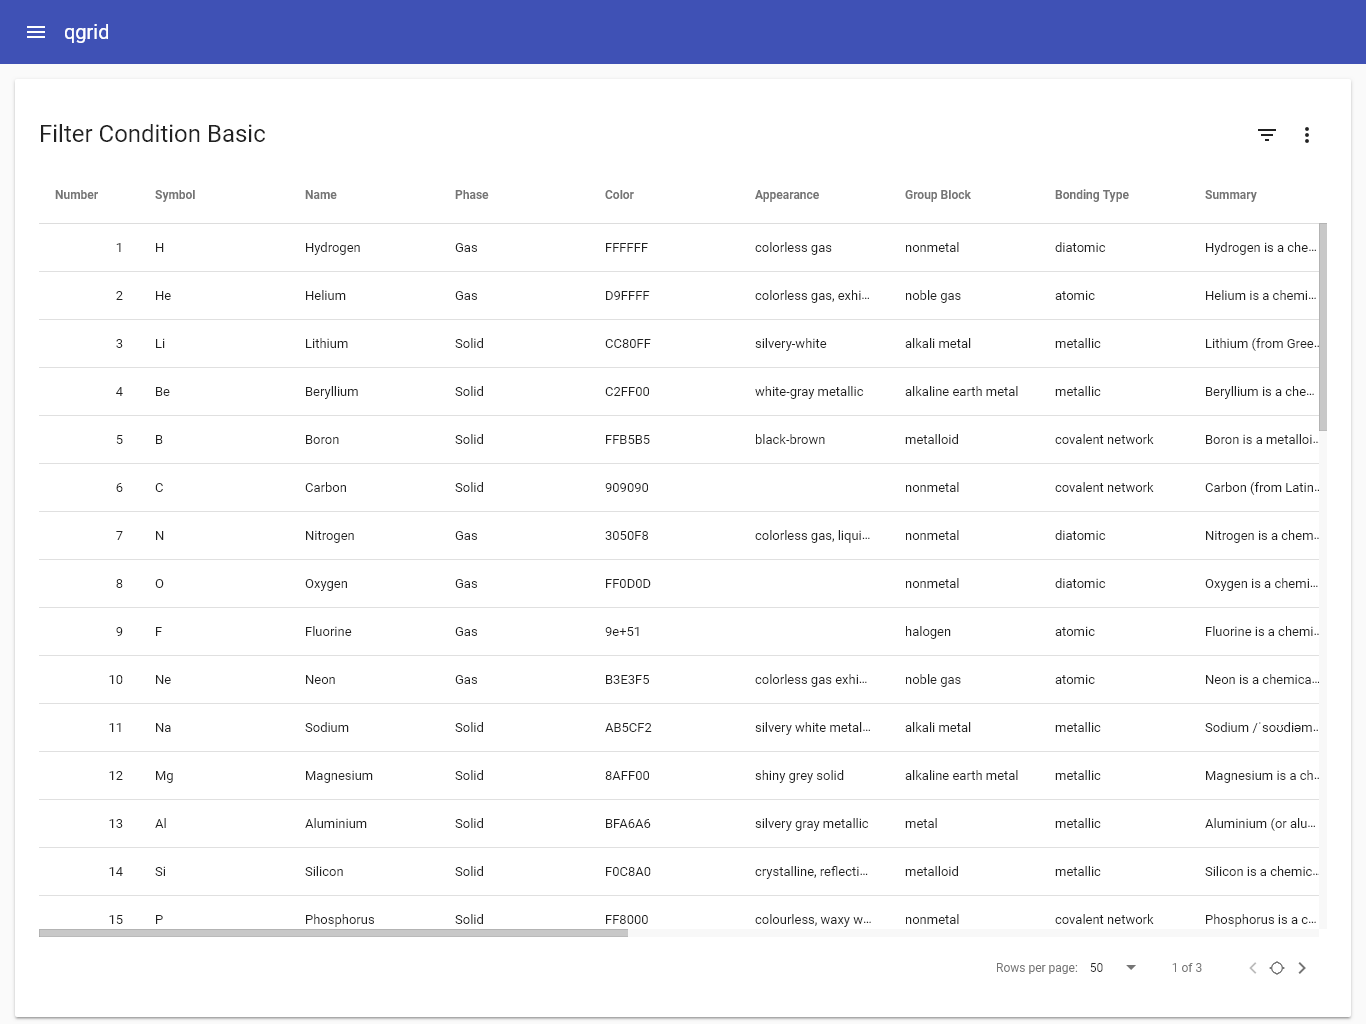 qgrid
Filter Condition Basic
Number Symbol Name Phase Color Appearance Group Block Bonding Type Summary
1 H Hydrogen Gas FFFFFF colorless gas nonmetal diatomic Hydrogen is a che...
2 He Helium Gas D9FFFF colorless gas, exhi... noble gas atomic Helium is a chemi...
3 Li Lithium Solid CC80FF silvery-white alkali metal metallic Lithium (from Gree...
4 Be Beryllium Solid C2FF00 white-gray metallic alkaline earth metal metallic Beryllium is a che...
5 B Boron Solid FFB5B5 black-brown metalloid covalent network Boron is a metalloi...
6 C Carbon Solid 909090 nonmetal covalent network Carbon (from Latin...
7 N Nitrogen Gas 3050F8 colorless gas, liqui... nonmetal diatomic Nitrogen is a chem...
8 O Oxygen Gas FF0D0D nonmetal diatomic Oxygen is a chemi...
9 F Fluorine Gas 9e+51 halogen atomic Fluorine is a chemi...
10 Ne Neon Gas B3E3F5 colorless gas exhi... noble gas atomic Neon is a chemica...
11 Na Sodium Solid AB5CF2 silvery white metal... alkali metal metallic Sodium /ˈsoʊdiəm...
12 Mg Magnesium Solid 8AFF00 shiny grey solid alkaline earth metal metallic Magnesium is a ch...
13 Al Aluminium Solid BFA6A6 silvery gray metallic metal metallic Aluminium (or alu...
14 Si Silicon Solid F0C8A0 crystalline, reflecti... metalloid metallic Silicon is a chemic...
15 P Phosphorus Solid FF8000 colourless, waxy w... nonmetal covalent network Phosphorus is a c...
Rows per page: 50 1 of 3